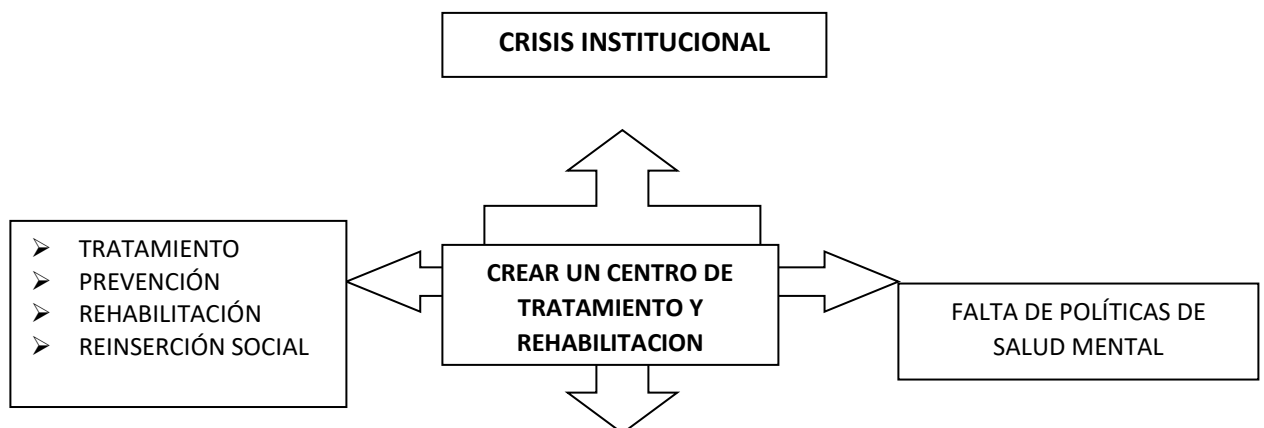 CRISIS INSTITUCIONAL
➢ TRATAMIENTO
➢ PREVENCIÓN
➢ REHABILITACIÓN
➢ REINSERCIÓN SOCIAL
CREAR UN CENTRO DE
TRATAMIENTO Y
REHABILITACION
FALTA DE POLÍTICAS DE
SALUD MENTAL